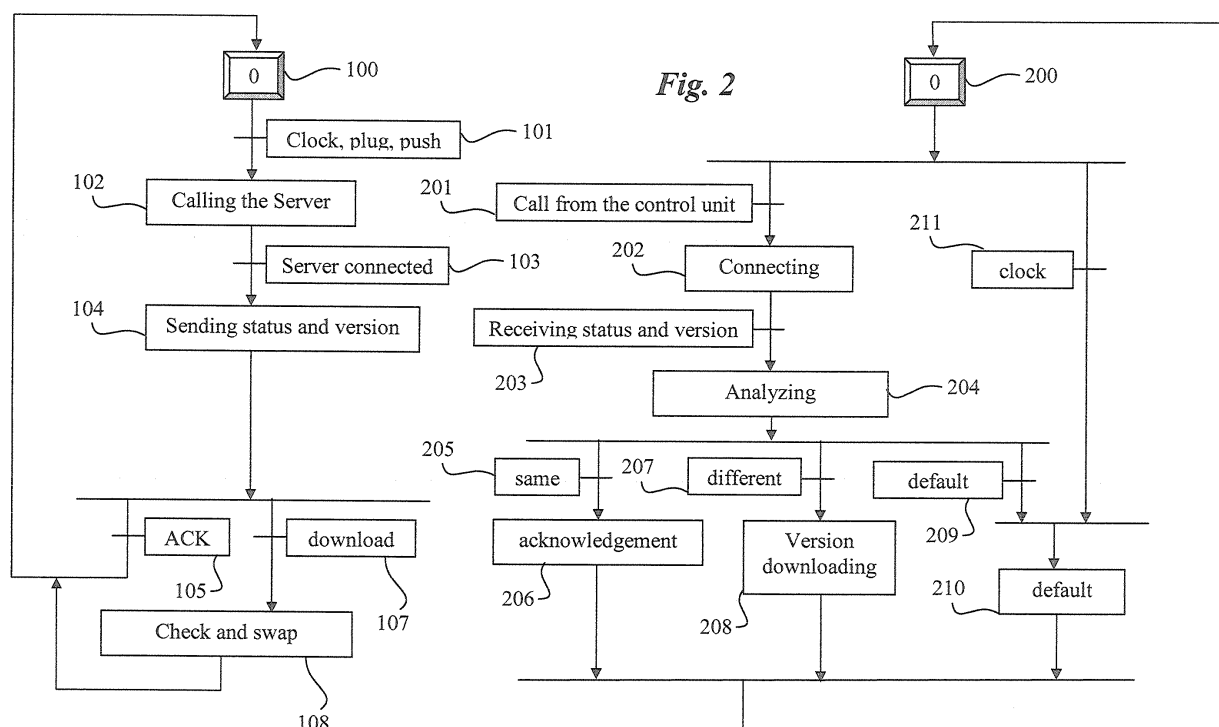 Fig. 2
0
100
Clock, plug, push
101
102
Calling the Server
Server connected
103
104
Sending status and version
ACK
105
download
107
Check and swap
108
0
200
201
Call from the control unit
202
Connecting
211
clock
Receiving status and version
203
Analyzing
204
205
same
207
different
default
209
acknowledgement
206
Version
downloading
208
210
default